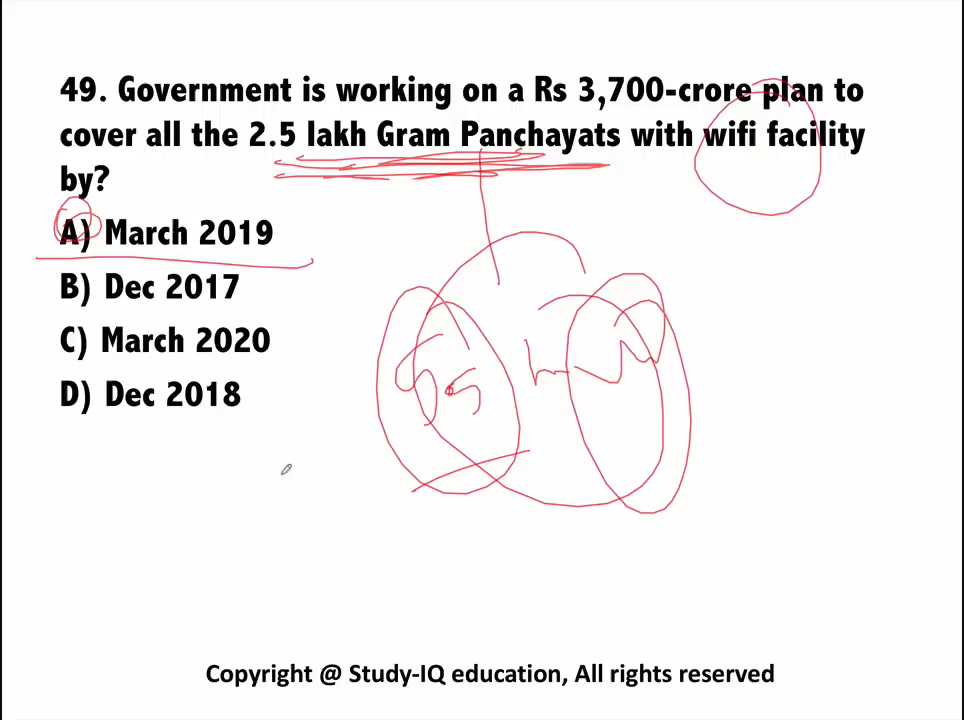 49. Government is working on a Rs 3,700-crore plan to
cover all the 2.5 lakh Gram Panchayats with wifi facility
by?
A) March 2019
B) Dec 2017
C) March 2020
D) Dec 2018
Copyright @ Study-IQ education, All rights reserved